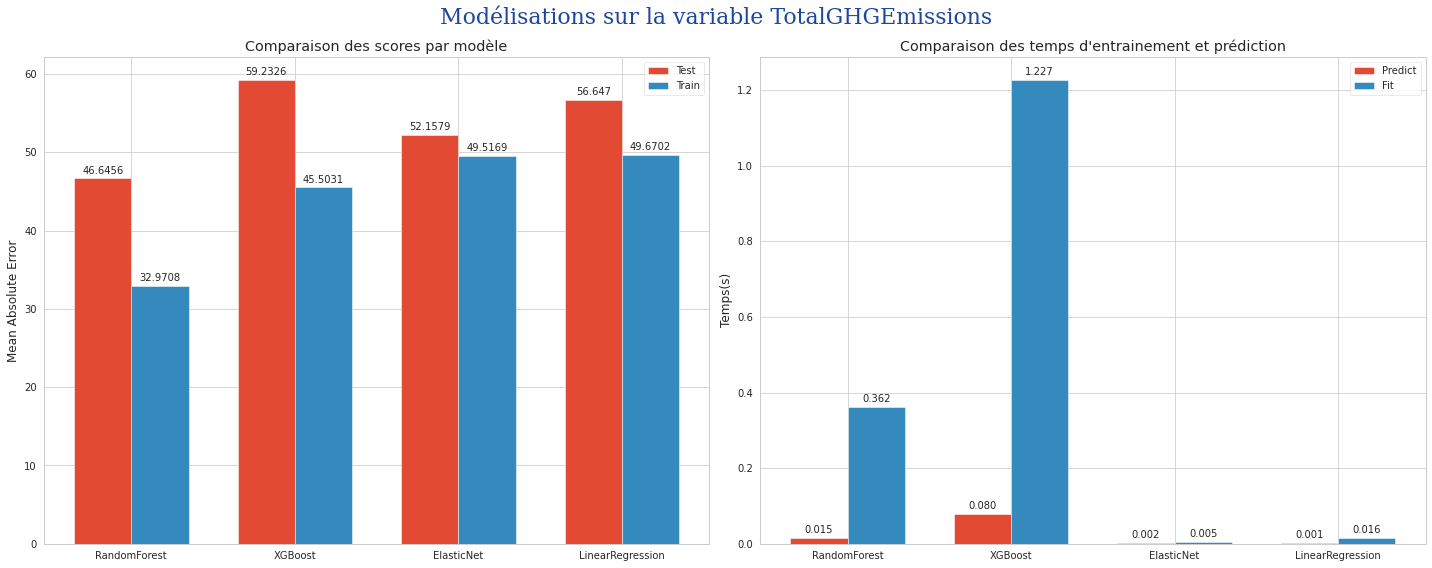 Modélisations sur la variable TotalGHGEmissions
Comparaison des scores par modèle
Mean Absolute Error
60
50
40
30
20
10
0
Test
Train
46.6456
32.9708
59.2326
45.5031
52.1579
49.5169
56.647
49.6702
RandomForest
XGBoost
ElasticNet
LinearRegression
Comparaison des temps d'entrainement et prédiction
Temps(s)
1.2
1.0
0.8
0.6
0.4
0.2
0.0
Predict
Fit
0.015
0.362
0.080
1.227
0.002
0.005
0.001
0.016
RandomForest
XGBoost
ElasticNet
LinearRegression